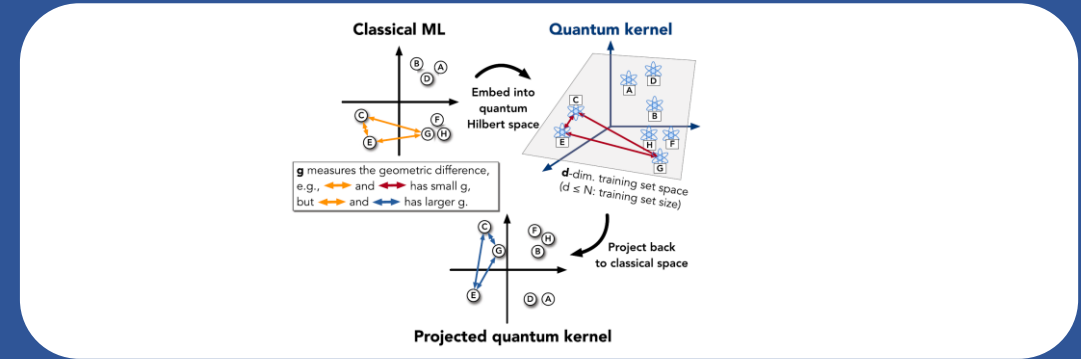 Classical ML
B
A
D
C
E
F
G
H
Embed into
quantum
Hilbert space
Quantum kernel
D
A
B
C
E
H
F
G
d-dim. training set space
(d ≤ N: training set size)
g measures the geometric difference,
e.g., and has small g,
but and has larger g.
C
G
E
F
H
B
D
A
Project back
to classical space
Projected quantum kernel